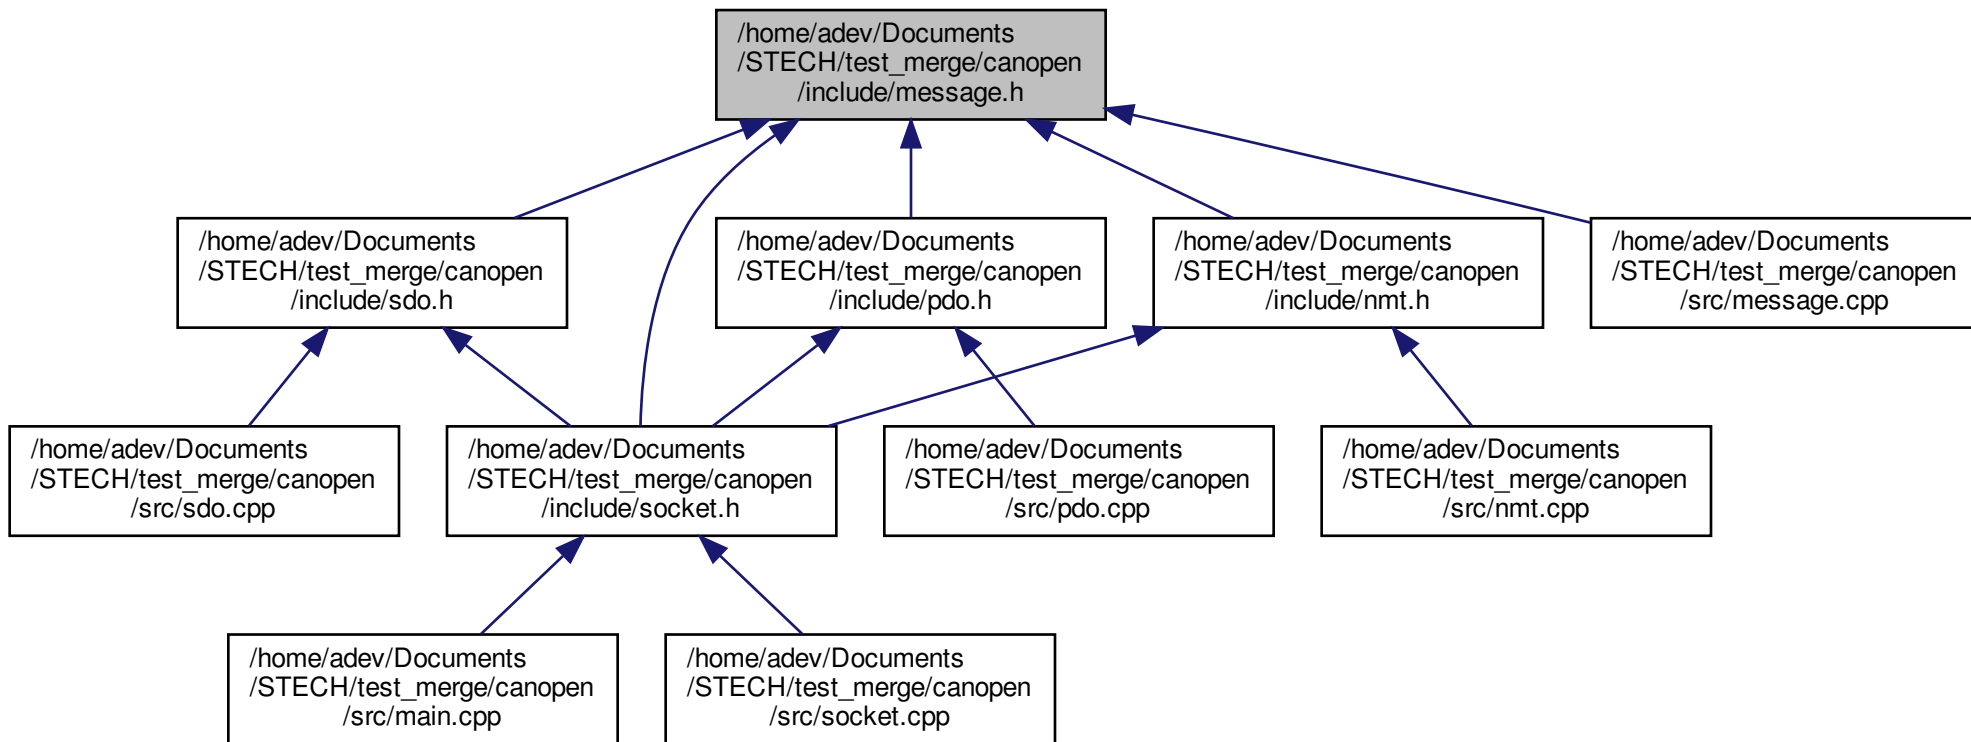 /home/adev/Documents
/STECH/test_merge/canopen
/include/message.h
/home/adev/Documents
/STECH/test_merge/canopen
/include/sdo.h
/home/adev/Documents
/STECH/test_merge/canopen
/include/pdo.h
/home/adev/Documents
/STECH/test_merge/canopen
/include/nmt.h
/home/adev/Documents
/STECH/test_merge/canopen
/src/message.cpp
/home/adev/Documents
/STECH/test_merge/canopen
/src/sdo.cpp
/home/adev/Documents
/STECH/test_merge/canopen
/include/socket.h
/home/adev/Documents
/STECH/test_merge/canopen
/src/pdo.cpp
/home/adev/Documents
/STECH/test_merge/canopen
/src/nmt.cpp
/home/adev/Documents
/STECH/test_merge/canopen
/src/main.cpp
/home/adev/Documents
/STECH/test_merge/canopen
/src/socket.cpp